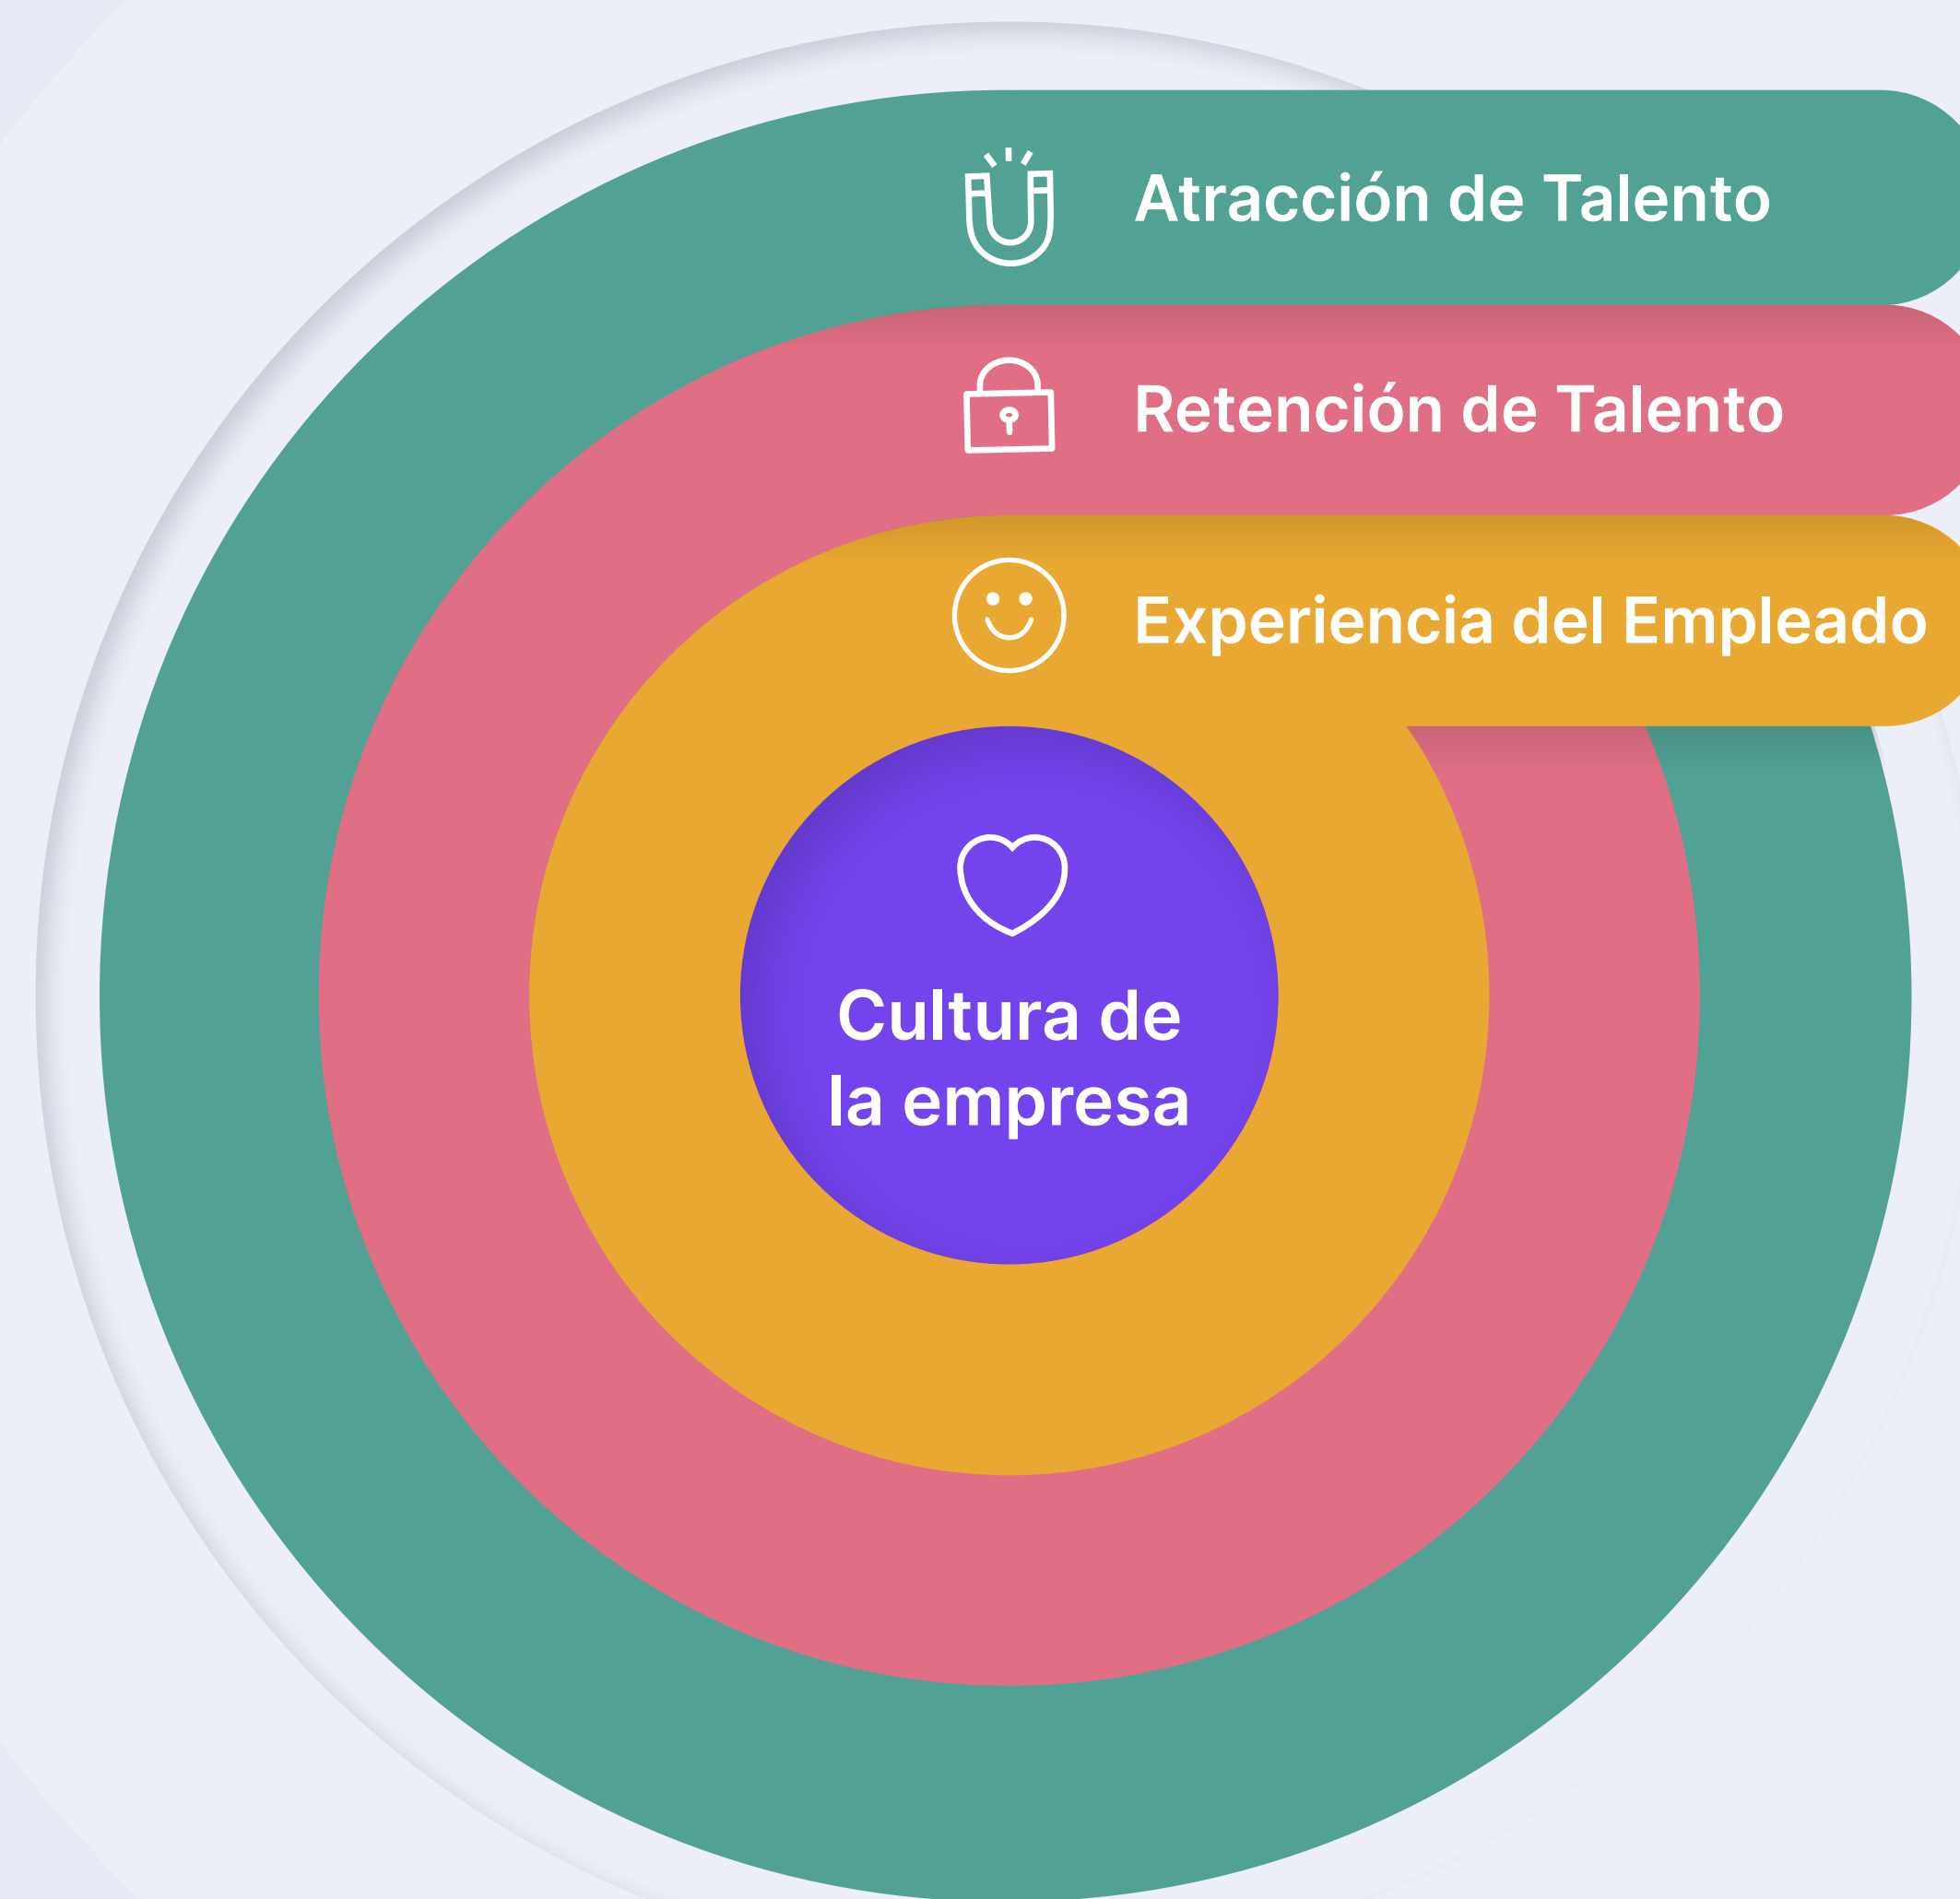 Atracción de Talento
Retención de Talento
Experiencia del Empleado
Cultura de
la empresa